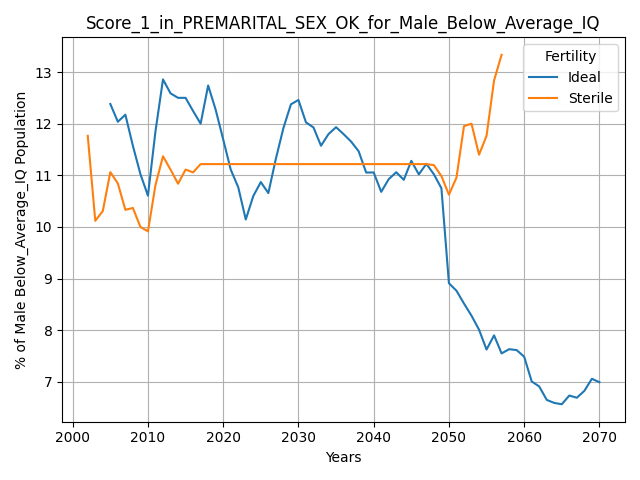 Score_1_in_PREMARITAL_SEX_OK_for_Male_Below_Average_IQ
% of Male Below_Average_IQ Population
13
12
11
10
9
8
7
Fertility
Ideal
Sterile
2000 2010 2020 2030 2040 2050 2060 2070
Years